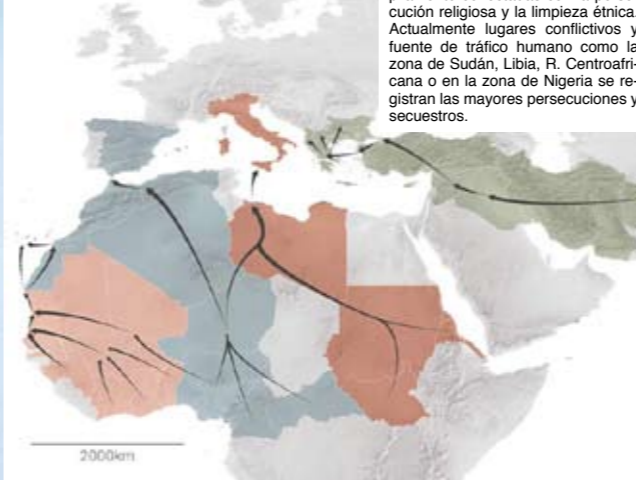 cución religiosa y la limpieza étnica.
Actualmente lugares conflictivos y
fuente de tráfico humano como la
zona de Sudán, Libia, R. Centroafri-
cana o en la zona de Nigeria se re-
gistran las mayores persecuciones y
secuestros.
2000km